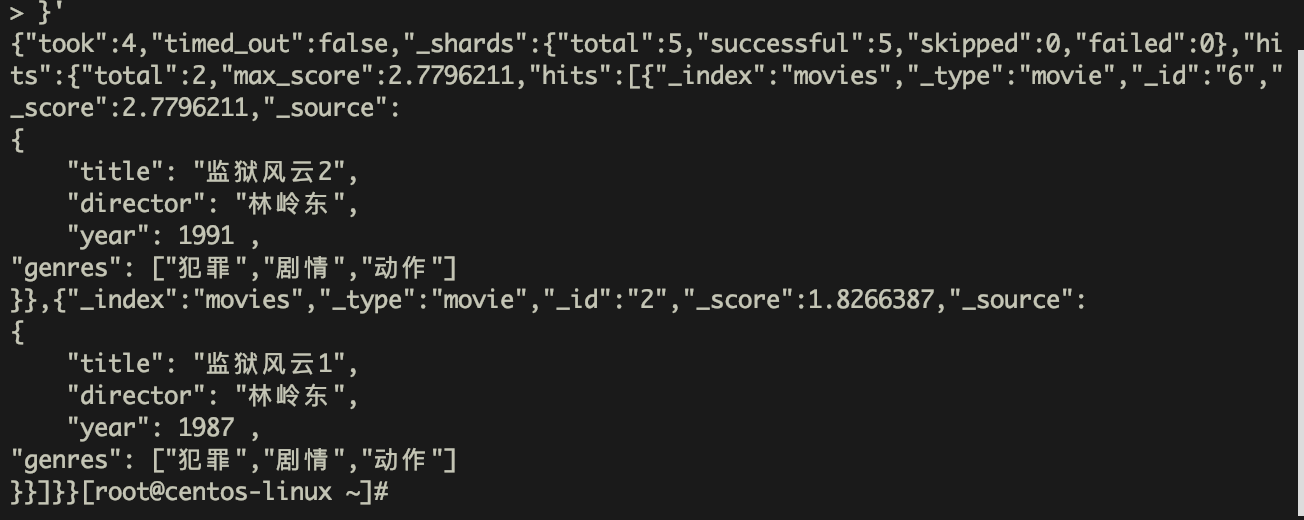 > }'
{"took":4,"timed_out":false,"_shards":{"total":5,"successful":5,"skipped":0,"failed":0},"hi
ts":{"total":2,"max_score":2.7796211,"hits":[{"_index":"movies","_type":"movie","_id":"6","
_score":2.7796211,"_source":
{
    "title": "监狱风云2",
    "director": "林岭东",
    "year": 1991 ,
"genres": ["犯罪","剧情","动作"]
}},{"_index":"movies","_type":"movie","_id":"2","_score":1.8266387,"_source":
{
    "title": "监狱风云1",
    "director": "林岭东",
    "year": 1987 ,
"genres": ["犯罪","剧情","动作"]
}}]}}[root@centos-linux ~]#